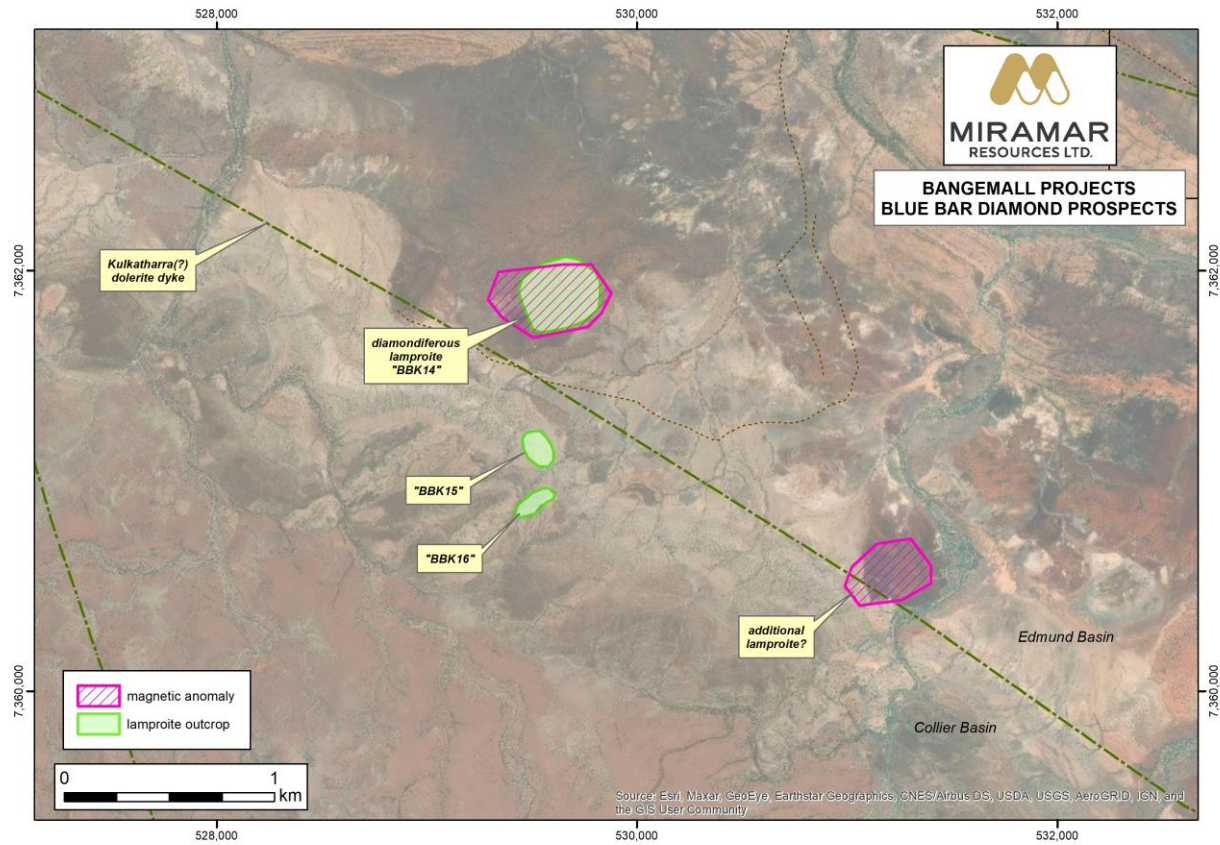 528,000
530,000
532,000
MIRAMAR
RESOURCES LTD.
BANGEMALL PROJECTS
BLUE BAR DIAMOND PROSPECTS
7,362,000
7,362,000
Kulkatharra(?)
dolerite dyke
diamondiferous
lamproite
"BBK14"
"BBK15"
"BBK16"
additional
lamproite?
Edmund Basin
Collier Basin
7,360,000
7,360,000
magnetic anomaly
lamproite outcrop
0 1
km
Source: Esri, Maxar, GeoEye, Earthstar Geographics, CNES/Airbus DS, USDA, USGS, AeroGRID, IGN, and
the GIS User Community
528,000
530,000
532,000